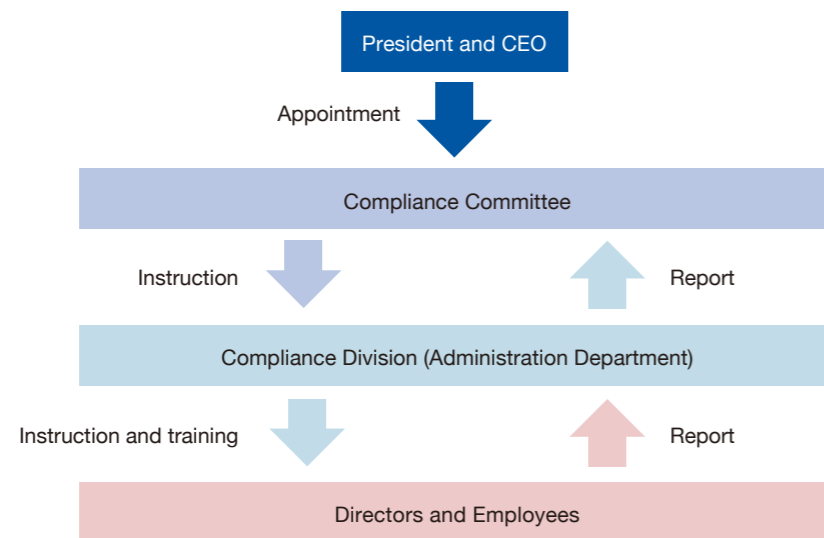 President and CEO
Appointment
Compliance Committee
Instruction
Report
Compliance Division (Administration Department)
Instruction and training
Report
Directors and Employees